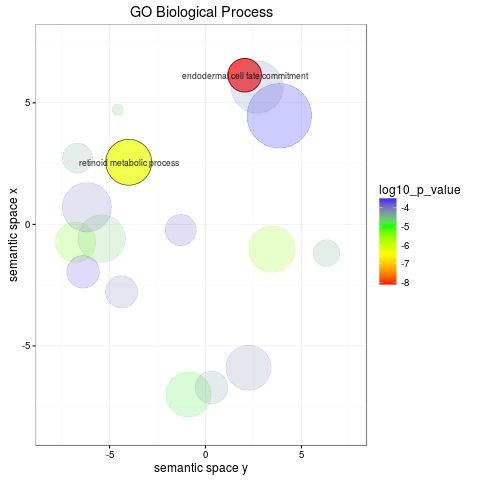 GO Biological Process
endodermal cell fate commitment
5
retinoid metabolic process
0
-5
semantic space x
-5
0
5
semantic space y
log10_p_value
-4
-5
-6
-7
-8